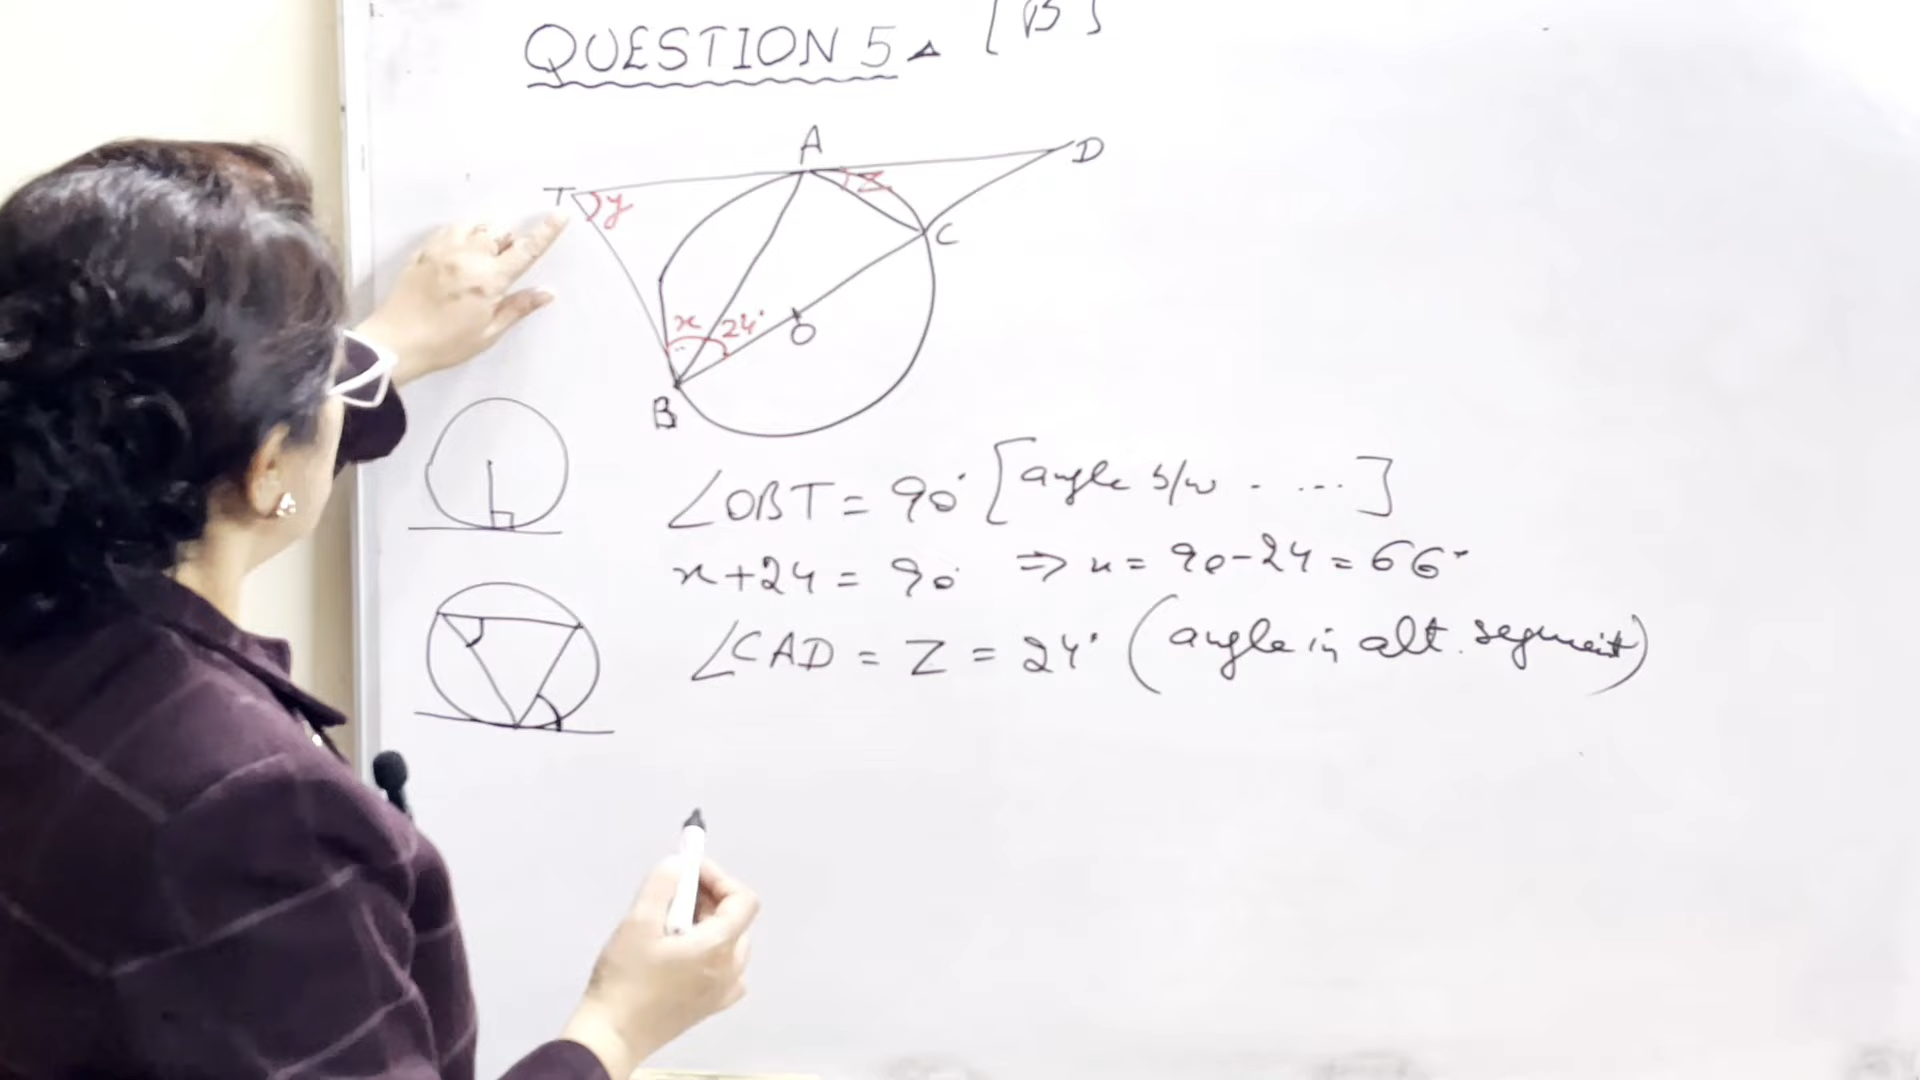 QUESTION 5 [B]
A
D
T
y
Z
C
x 24°
O
B
∠OBT = 90° [angle b/w - ....]
x+24 = 90° ⇒ x = 90-24 = 66°
∠CAD = Z = 24° (angle in alt. segment)